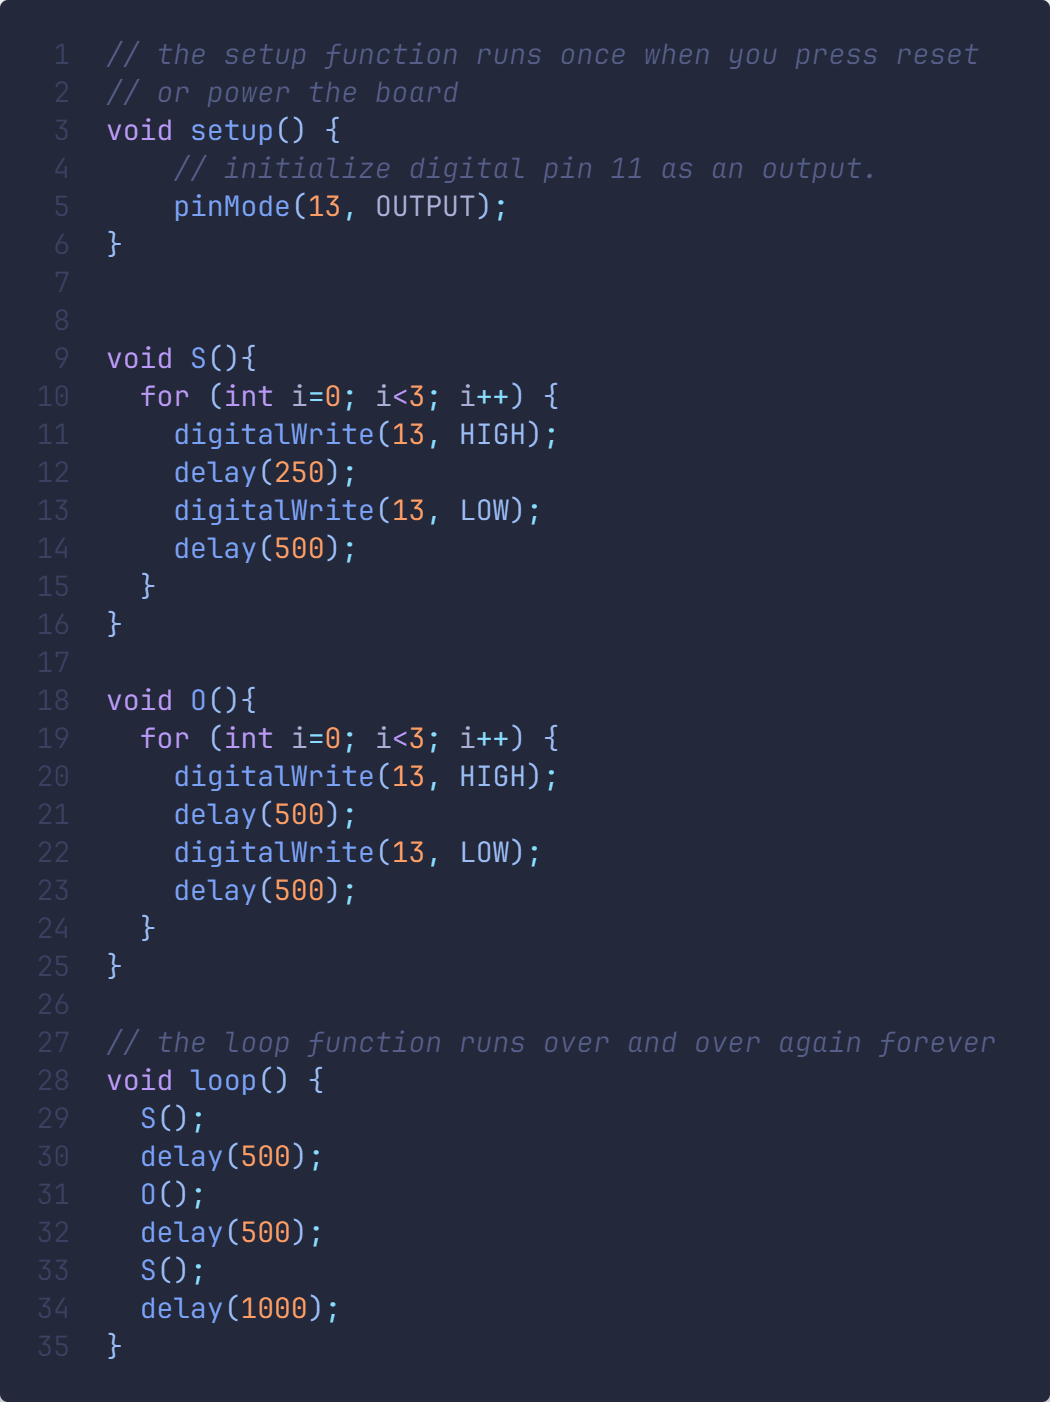 1 // the setup function runs once when you press reset
2 // or power the board
3 void setup() {
4     // initialize digital pin 11 as an output.
5     pinMode(13, OUTPUT);
6 }
7
8
9 void S(){
10   for (int i=0; i<3; i++) {
11     digitalWrite(13, HIGH);
12     delay(250);
13     digitalWrite(13, LOW);
14     delay(500);
15   }
16 }
17
18 void O(){
19   for (int i=0; i<3; i++) {
20     digitalWrite(13, HIGH);
21     delay(500);
22     digitalWrite(13, LOW);
23     delay(500);
24   }
25 }
26
27 // the loop function runs over and over again forever
28 void loop() {
29   S();
30   delay(500);
31   O();
32   delay(500);
33   S();
34   delay(1000);
35 }